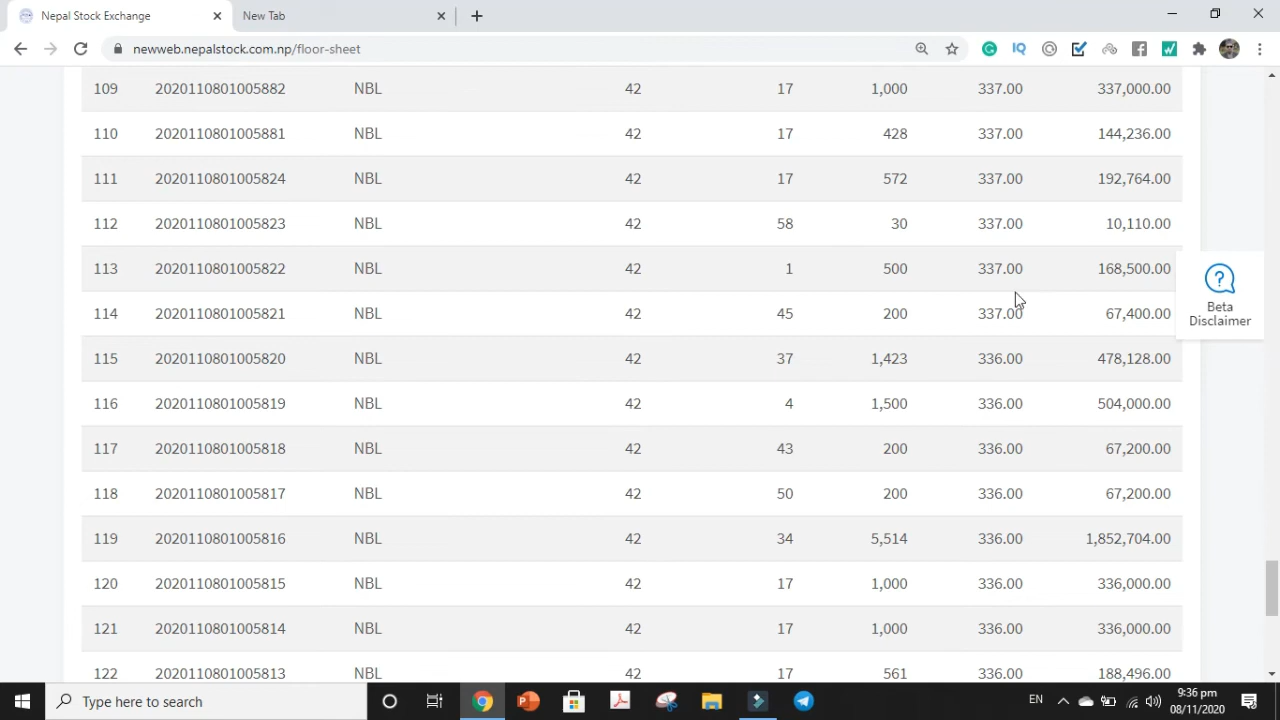 Nepal Stock Exchange New Tab
newweb.nepalstock.com.np/floor-sheet
109 2020110801005882 NBL 42 17 1,000 337.00 337,000.00
110 2020110801005881 NBL 42 17 428 337.00 144,236.00
111 2020110801005824 NBL 42 17 572 337.00 192,764.00
112 2020110801005823 NBL 42 58 30 337.00 10,110.00
113 2020110801005822 NBL 42 1 500 337.00 168,500.00
114 2020110801005821 NBL 42 45 200 337.00 67,400.00
115 2020110801005820 NBL 42 37 1,423 336.00 478,128.00
116 2020110801005819 NBL 42 4 1,500 336.00 504,000.00
117 2020110801005818 NBL 42 43 200 336.00 67,200.00
118 2020110801005817 NBL 42 50 200 336.00 67,200.00
119 2020110801005816 NBL 42 34 5,514 336.00 1,852,704.00
120 2020110801005815 NBL 42 17 1,000 336.00 336,000.00
121 2020110801005814 NBL 42 17 1,000 336.00 336,000.00
122 2020110801005813 NBL 42 17 561 336.00 188,496.00
Beta
Disclaimer
Type here to search
EN
9:36 pm
08/11/2020